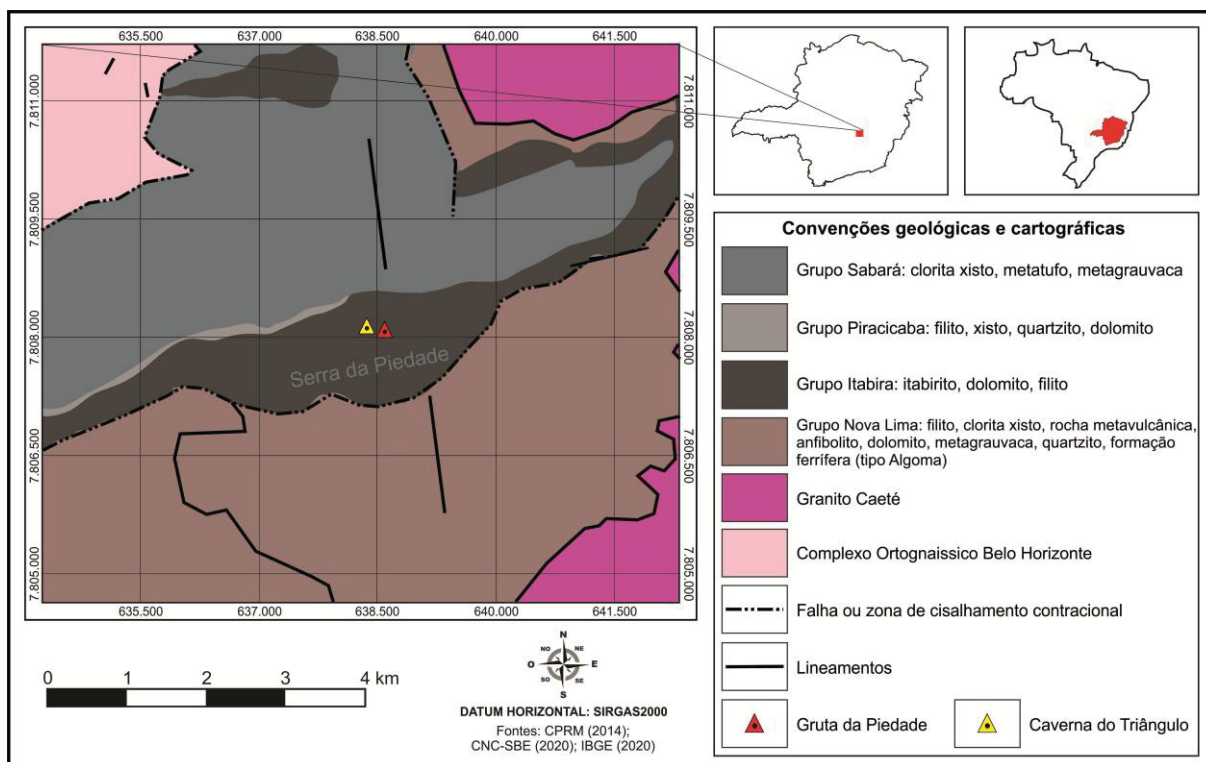 635.500 637.000 638.500 640.000 641.500
7.811.000
7.809.500
7.808.000
7.806.500
7.805.000
7.811.000
7.809.500
7.808.000
7.806.500
7.805.000
Serra da Piedade
635.500 637.000 638.500 640.000 641.500
0 1 2 3 4 km
N
NO NE
O E
SO SE
S
DATUM HORIZONTAL: SIRGAS2000
Fontes: CPRM (2014);
CNC-SBE (2020); IBGE (2020)
Convenções geológicas e cartográficas
Grupo Sabará: clorita xisto, metatufo, metagrauvaca
Grupo Piracicaba: filito, xisto, quartzito, dolomito
Grupo Itabira: itabirito, dolomito, filito
Grupo Nova Lima: filito, clorita xisto, rocha metavulcânica,
anfibolito, dolomito, metagrauvaca, quartzito, formação
ferrífera (tipo Algoma)
Granito Caeté
Complexo Ortognaissico Belo Horizonte
Falha ou zona de cisalhamento contracional
Lineamentos
Gruta da Piedade Caverna do Triângulo